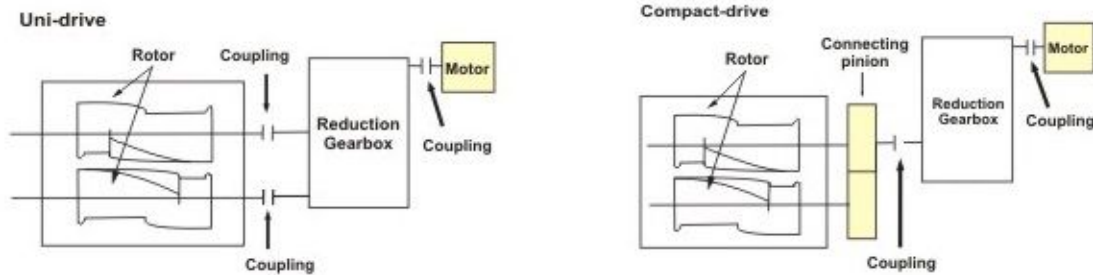 Uni-drive
Rotor
Coupling
Motor
Reduction
Gearbox
Coupling
Coupling
Compact-drive
Rotor
Connecting
pinion
Motor
Reduction
Gearbox
Coupling
Coupling